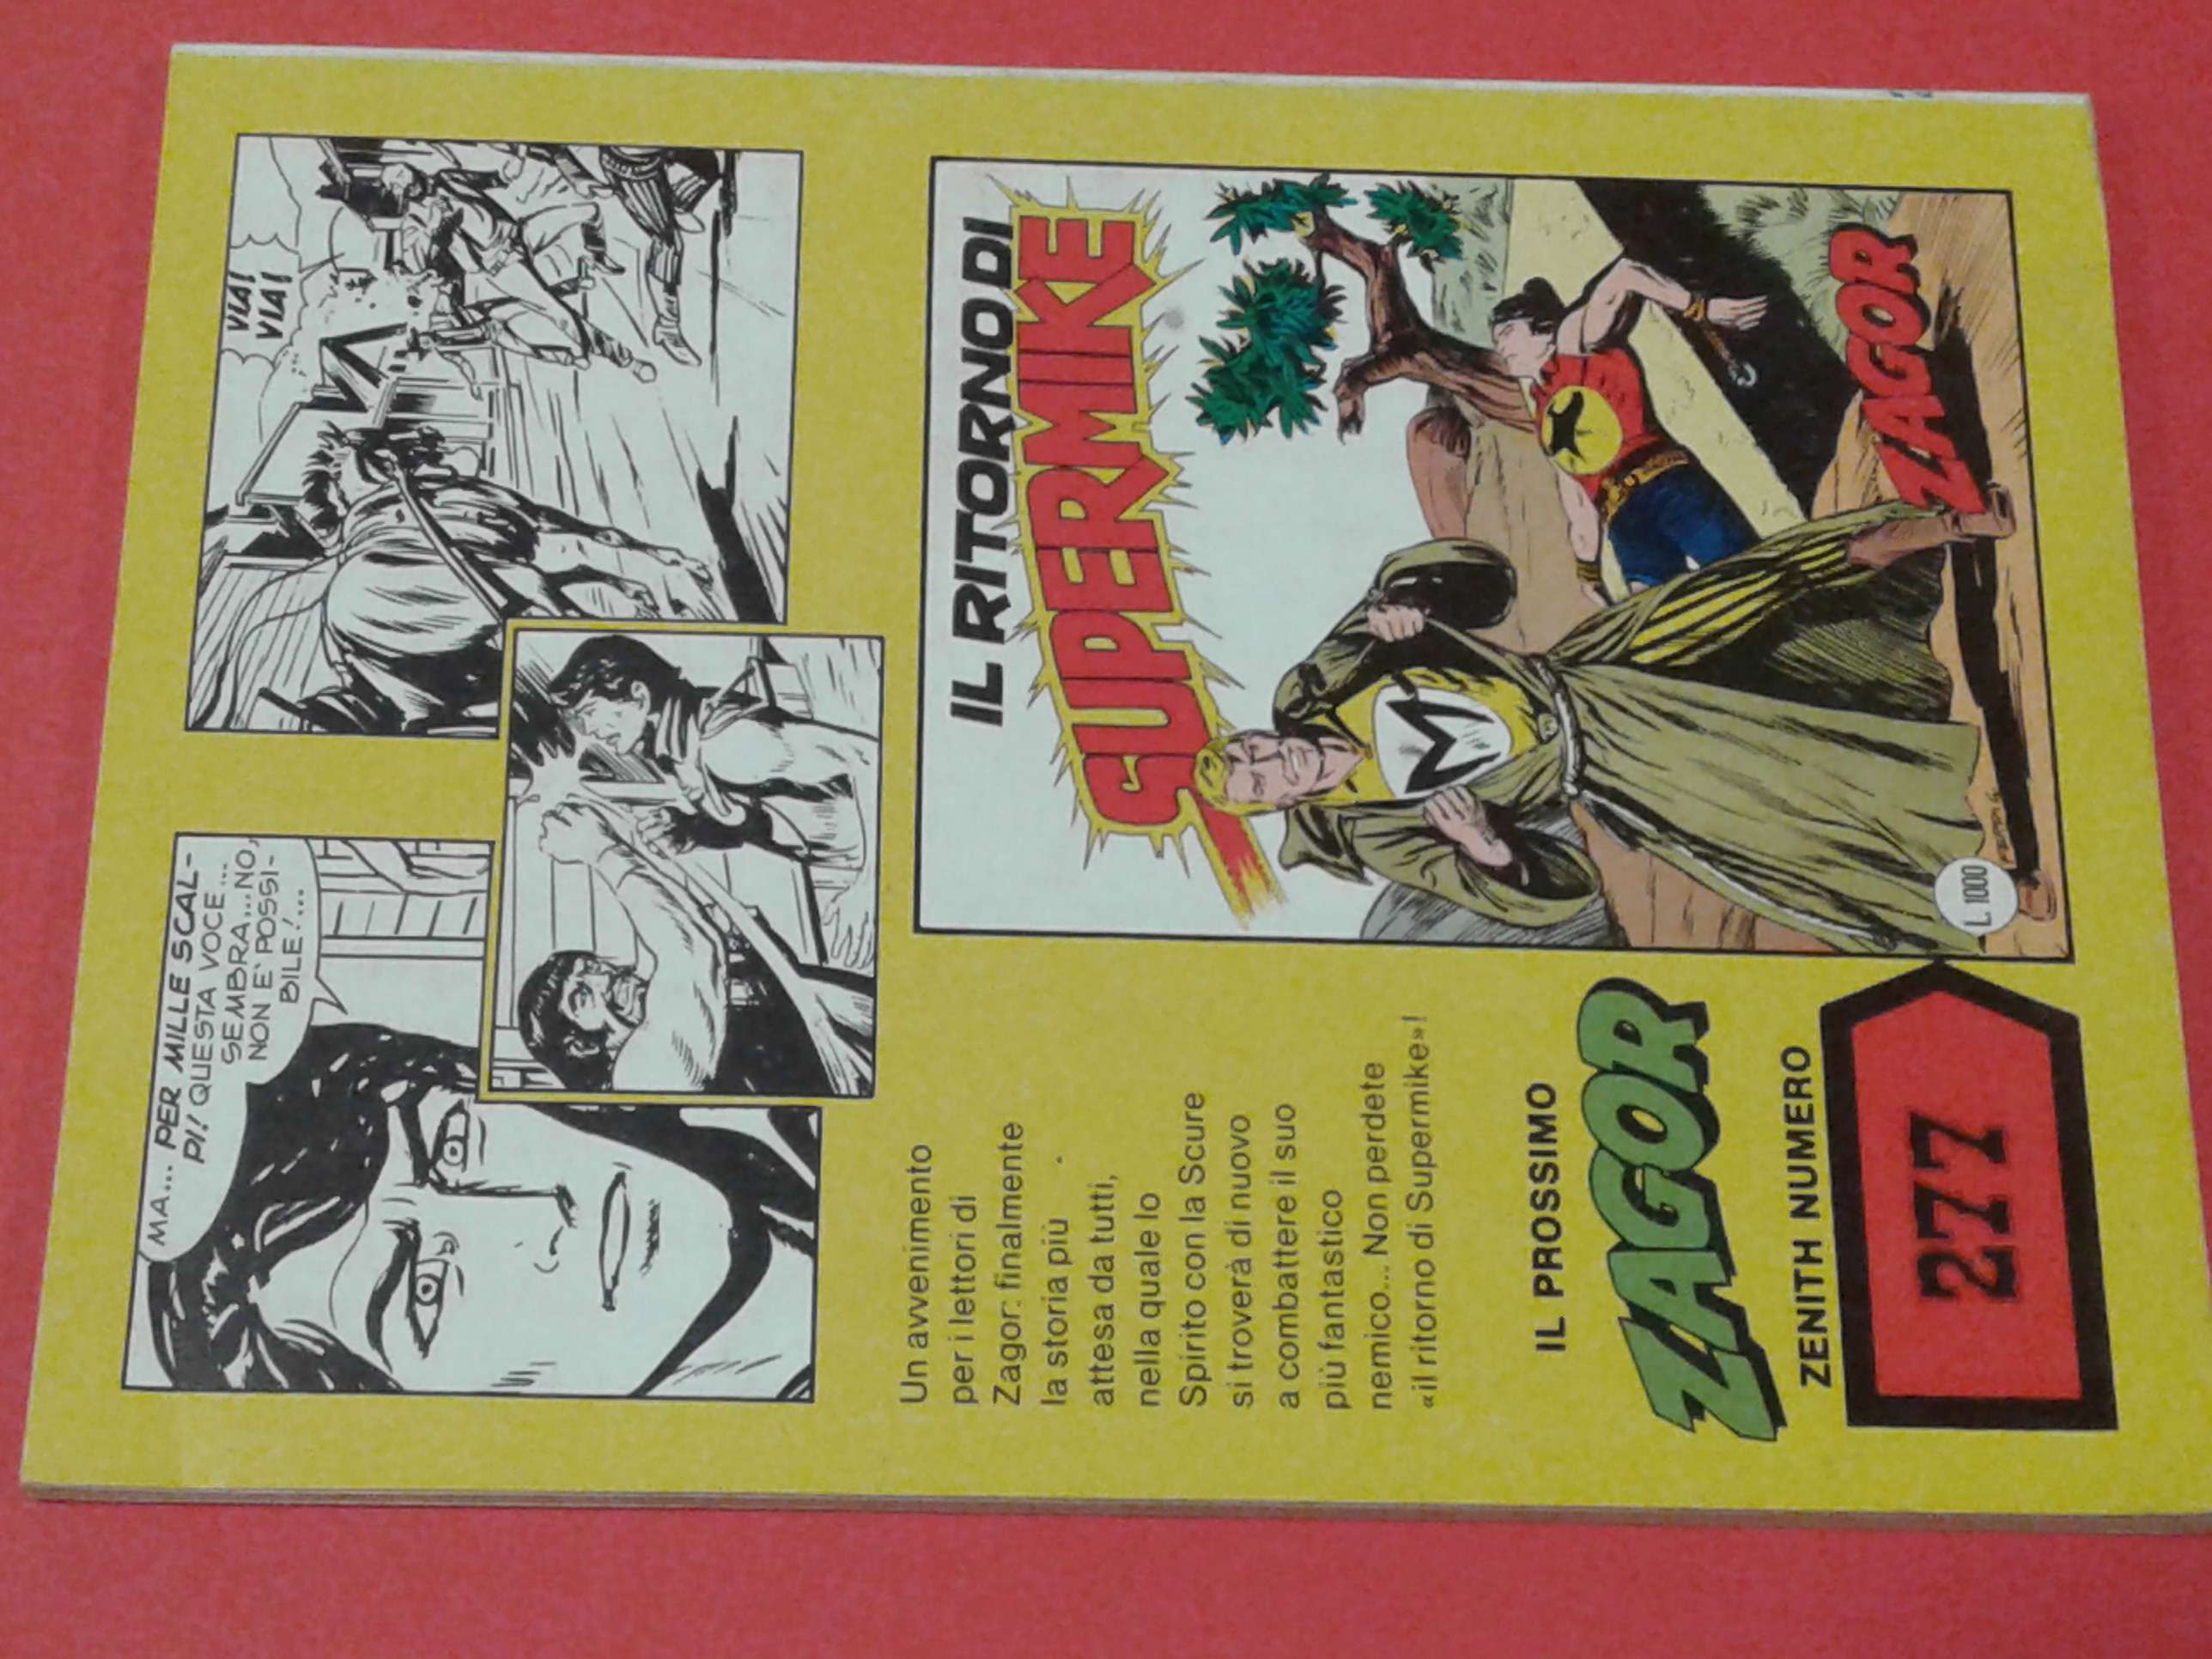 MA... PER MILLE SCAL-
PI! QUESTA VOCE
SEMBRA... NO,
NON E' POSSI-
BILE!...
VIA!
VIA!
Un avvenimento
per i lettori di
Zagor: finalmente
la storia più
attesa da tutti,
nella quale lo
Spirito con la Scure
si troverà di nuovo
a combattere il suo
più fantastico
nemico... Non perdete
«il ritorno di Supermike»!
IL PROSSIMO
ZAGOR
ZENITH NUMERO
277
IL RITORNO DI
SUPERMIKE
M
ZAGOR
L. 1000